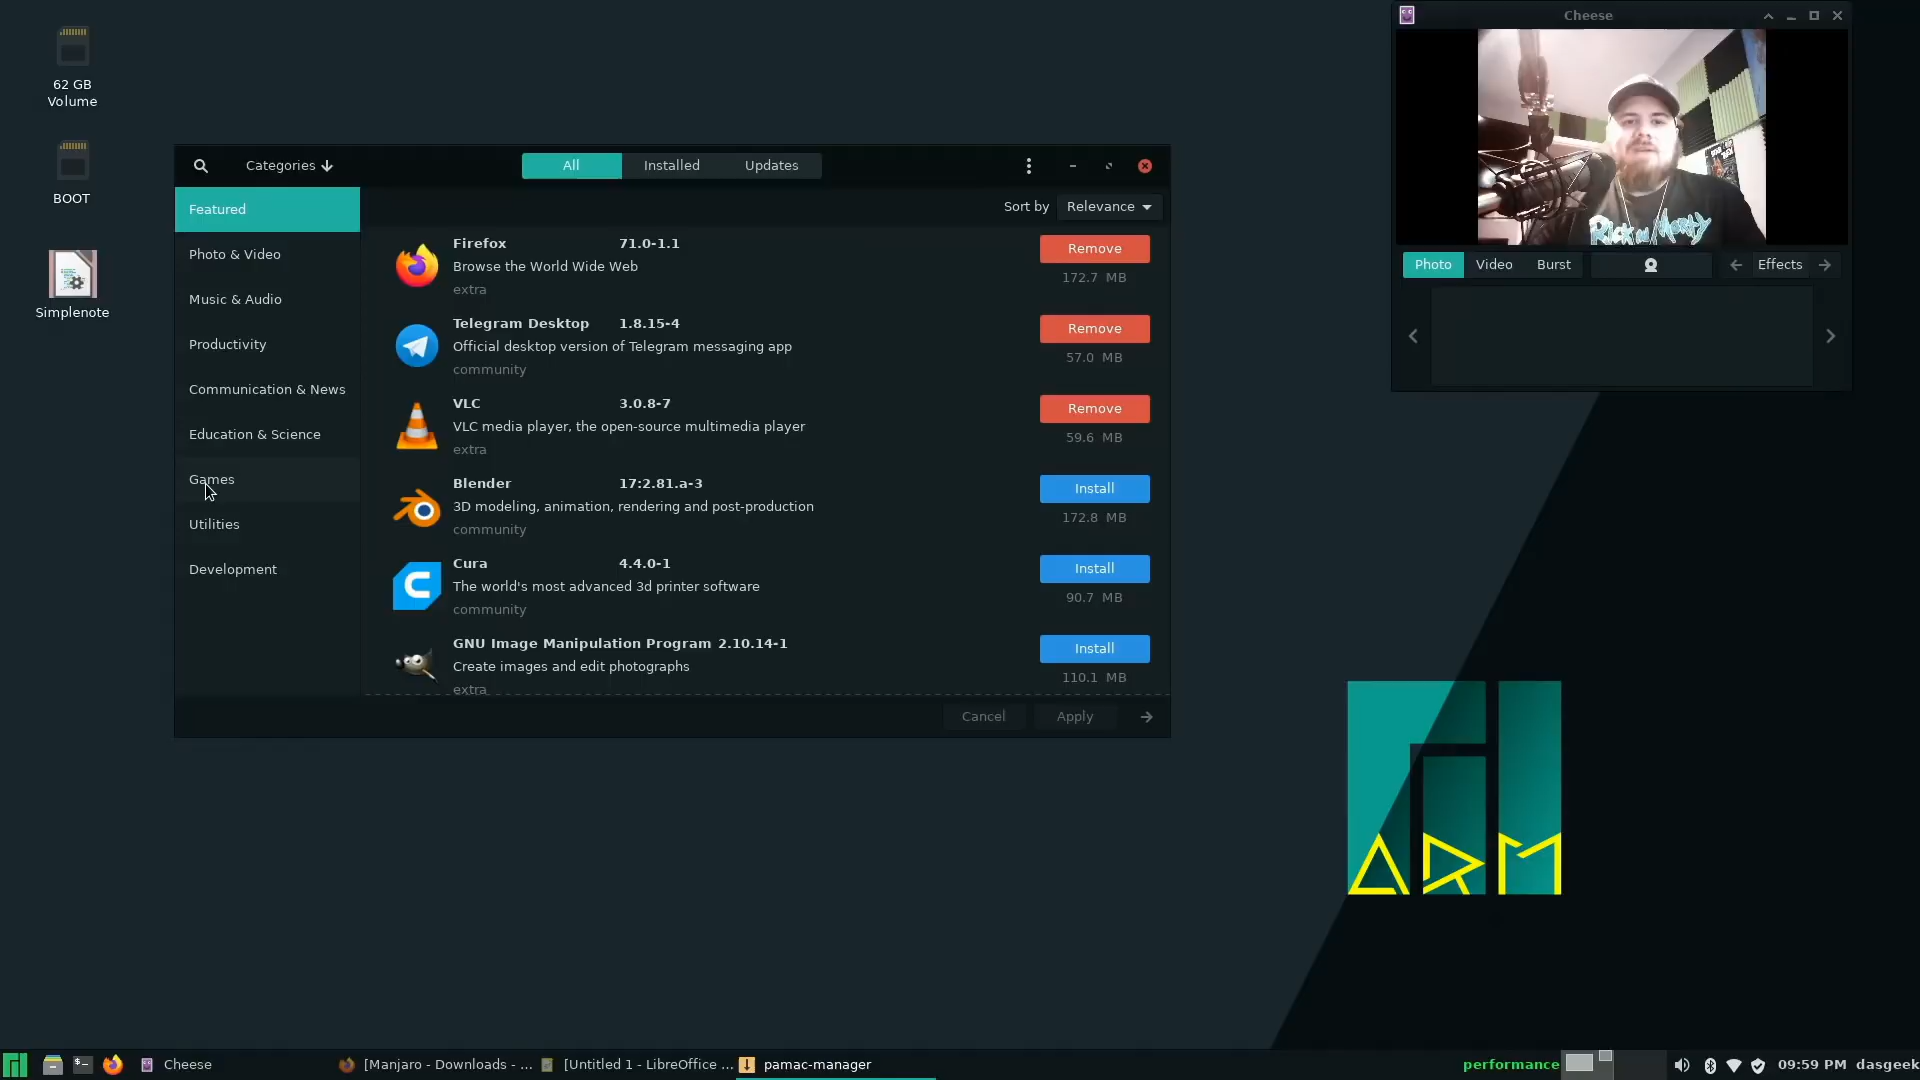 62 GB
Volume
BOOT
Simplenote
Categories
All
Installed
Updates
Featured
Photo & Video
Music & Audio
Productivity
Communication & News
Education & Science
Games
Utilities
Development
Sort by
Relevance
Firefox 71.0-1.1
Browse the World Wide Web
extra
Remove
172.7 MB
Telegram Desktop 1.8.15-4
Official desktop version of Telegram messaging app
community
Remove
57.0 MB
VLC 3.0.8-7
VLC media player, the open-source multimedia player
extra
Remove
59.6 MB
Blender 17:2.81.a-3
3D modeling, animation, rendering and post-production
community
Install
172.8 MB
Cura 4.4.0-1
The world's most advanced 3d printer software
community
Install
90.7 MB
GNU Image Manipulation Program 2.10.14-1
Create images and edit photographs
extra
Install
110.1 MB
Cancel
Apply
Cheese
Rick and Morty
Photo
Video
Burst
Effects
ARM
Cheese
[Manjaro - Downloads - ...
[Untitled 1 - LibreOffice ...
pamac-manager
performance
09:59 PM
dasgeek